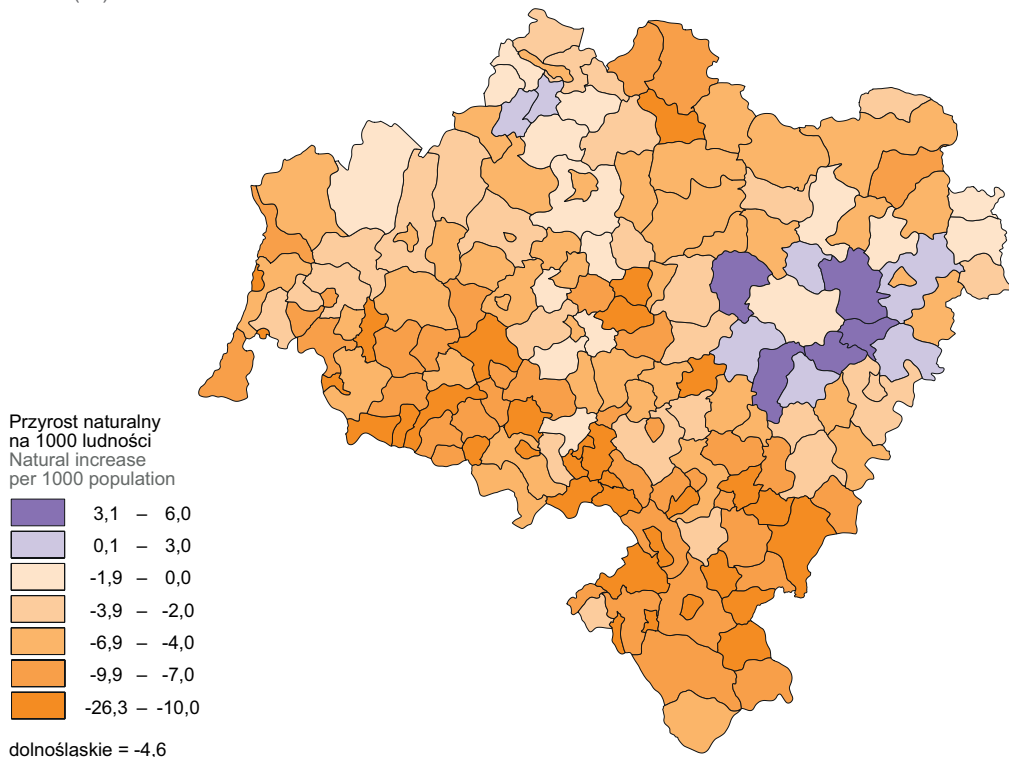 Przyrost naturalny
na 1000 ludności
Natural increase
per 1000 population
3,1 – 6,0
0,1 – 3,0
-1,9 – 0,0
-3,9 – -2,0
-6,9 – -4,0
-9,9 – -7,0
-26,3 – -10,0
dolnośląskie = -4,6